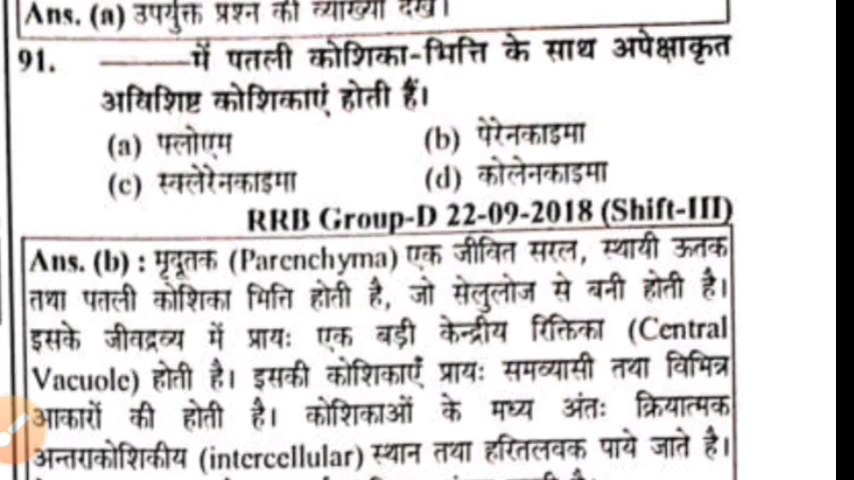 Ans. (a) उपर्युक्त प्रश्न की व्याख्या देखें।
91. ———में पतली कोशिका-भित्ति के साथ अपेक्षाकृत
अविशिष्ट कोशिकाएं होती हैं।
(a) फ्लोएम (b) पैरेनकाइमा
(c) स्क्लेरेनकाइमा (d) कोलेनकाइमा
RRB Group-D 22-09-2018 (Shift-III)
Ans. (b) : मृदूतक (Parenchyma) एक जीवित सरल, स्थायी ऊतक
तथा पतली कोशिका भित्ति होती है, जो सेलुलोज से बनी होती है।
इसके जीवद्रव्य में प्रायः एक बड़ी केन्द्रीय रिक्तिका (Central
Vacuole) होती है। इसकी कोशिकाएँ प्रायः समव्यासी तथा विभिन्न
आकारों की होती है। कोशिकाओं के मध्य अंतः क्रियात्मक
अन्तराकोशिकीय (intercellular) स्थान तथा हरितलवक पाये जाते है।